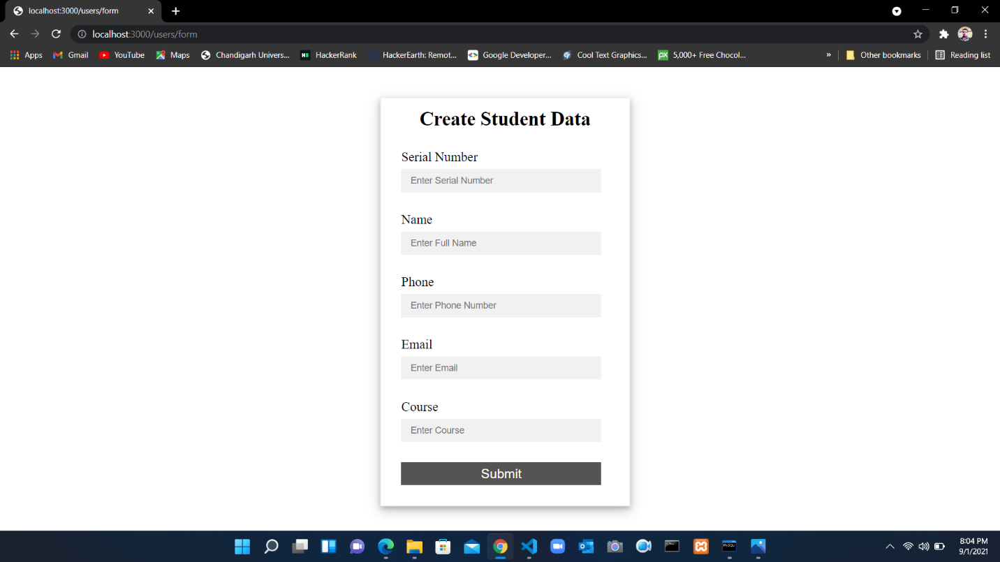 localhost:3000/users/form
localhost:3000/users/form
Apps Gmail YouTube Maps Chandigarh Univers... HackerRank HackerEarth: Remot... Google Developer... Cool Text Graphics... 5,000+ Free Chocol... » Other bookmarks Reading list
Create Student Data
Serial Number
Enter Serial Number
Name
Enter Full Name
Phone
Enter Phone Number
Email
Enter Email
Course
Enter Course
Submit
8:04 PM
9/1/2021